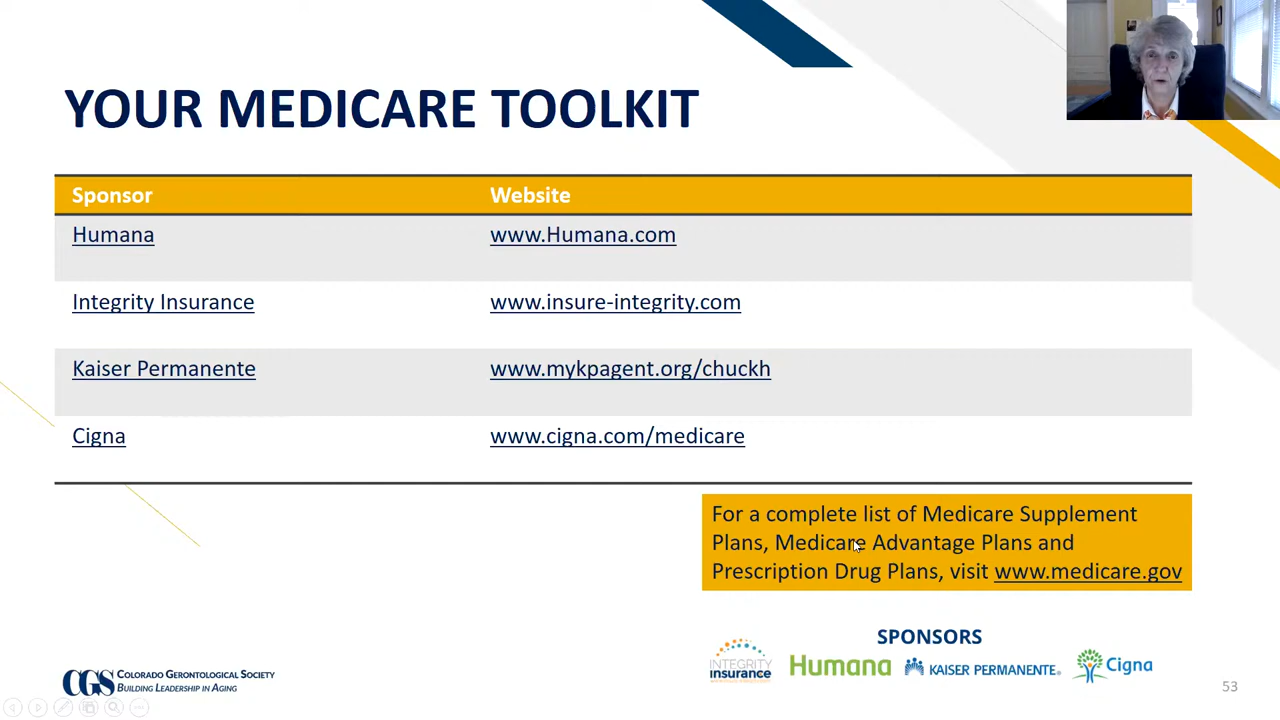 YOUR MEDICARE TOOLKIT
Sponsor Website
Humana www.Humana.com
Integrity Insurance www.insure-integrity.com
Kaiser Permanente www.mykpagent.org/chuckh
Cigna www.cigna.com/medicare
For a complete list of Medicare Supplement
Plans, Medicare Advantage Plans and
Prescription Drug Plans, visit www.medicare.gov
SPONSORS
INTEGRITY
insurance
Humana
KAISER PERMANENTE®
Cigna
CGS
COLORADO GERONTOLOGICAL SOCIETY
BUILDING LEADERSHIP IN AGING
53